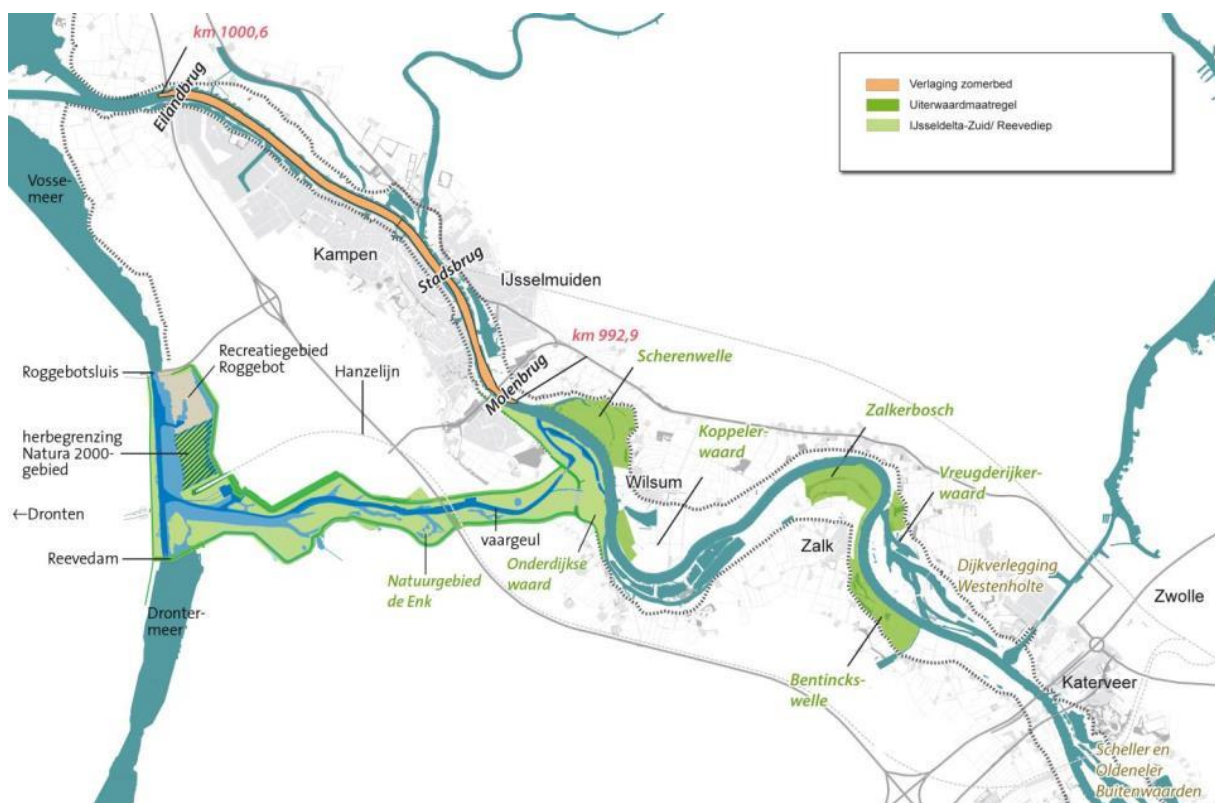 km 1000,6
Eilandbrug
Verlaging zomerbed
Uiterwaardmaatregel
IJsseldelta-Zuid/ Reevediep
Vosse-
meer
Kampen
Stadsbrug
IJsselmuiden
km 992,9
Molenbrug
Scherenwelle
Roggebotsluis
Recreatiegebied
Roggebot
Hanzelijn
Zalkerbosch
herbegrenzing
Natura 2000-
gebied
Koppeler-
waard
Vreugderijker-
waard
Wilsum
←Dronten
vaargeul
Zalk
Reevedam
Onderdijkse
waard
Natuurgebied
de Enk
Dijkverlegging
Westenholte
Zwolle
Dronter-
meer
Bentincks-
welle
Katerveer
Scheller en
Oldeneler
Buitenwaarden